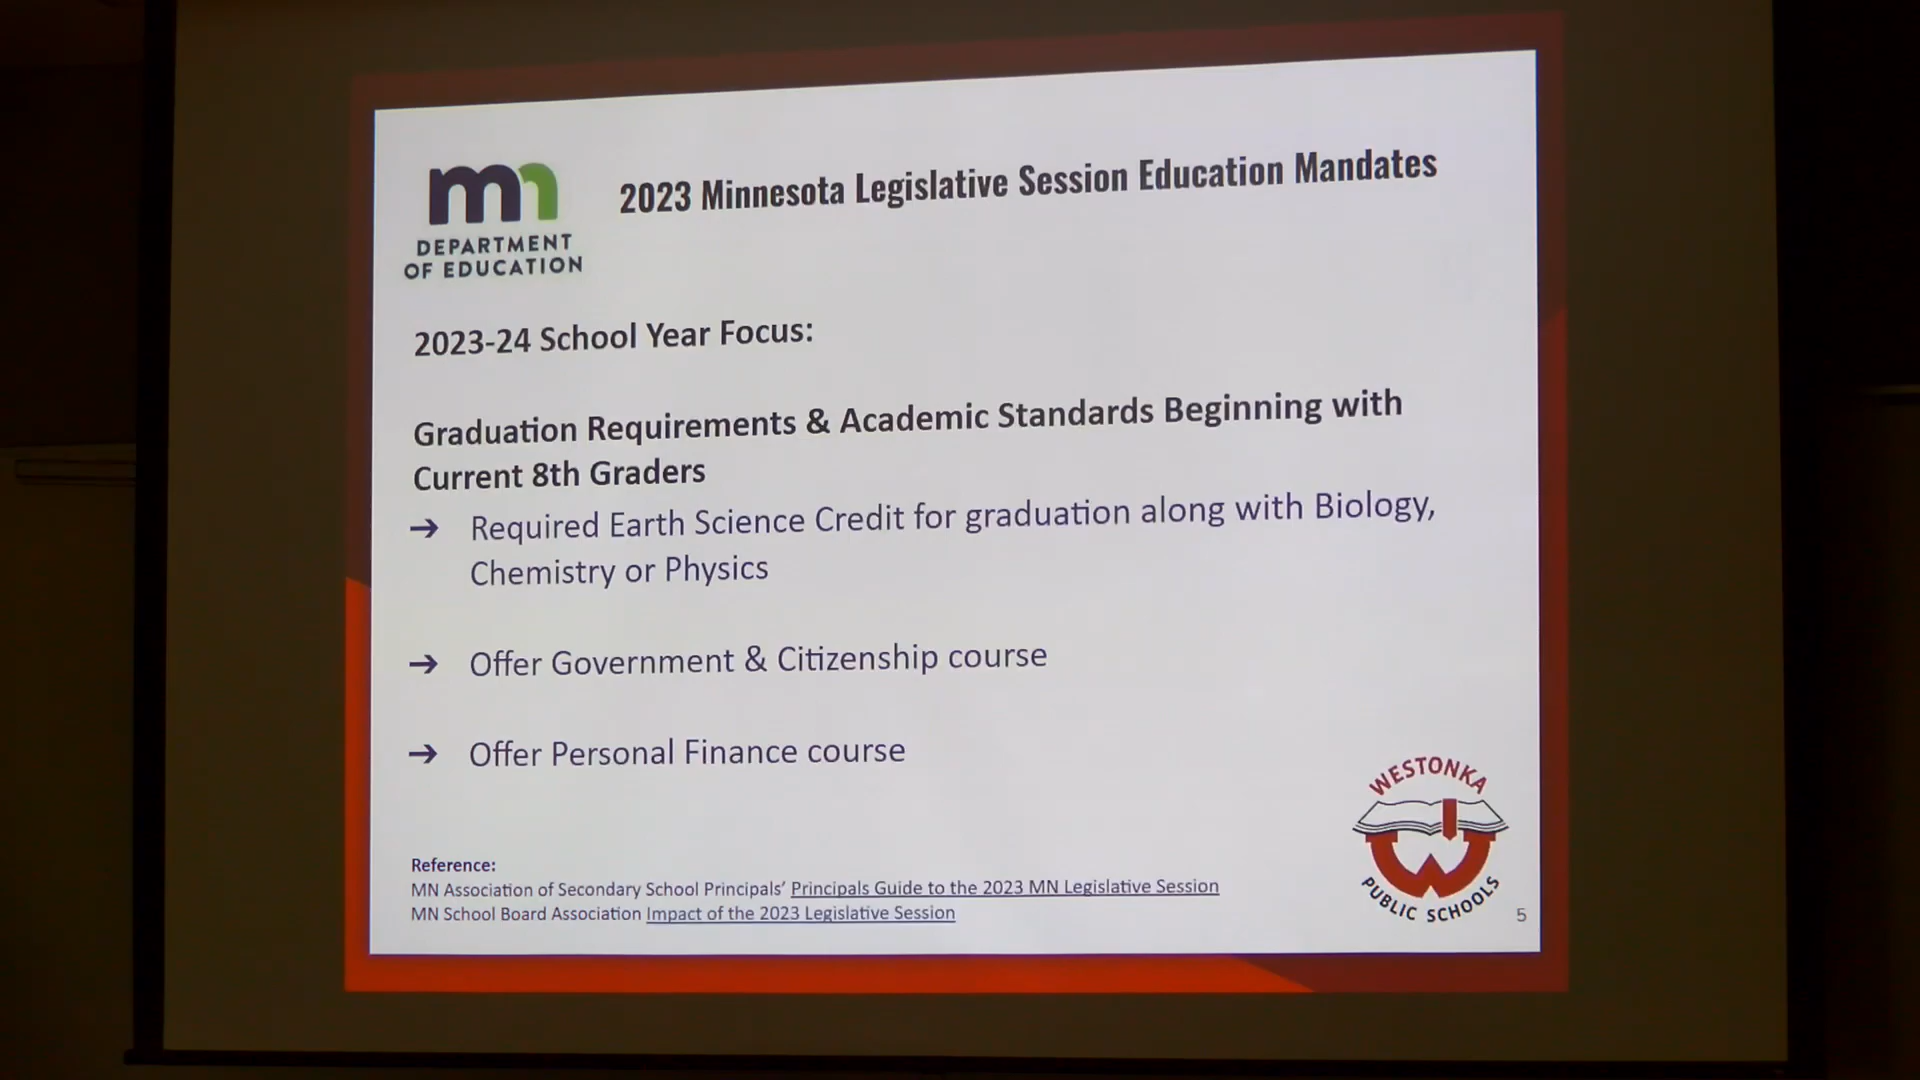 mn
DEPARTMENT
OF EDUCATION
2023 Minnesota Legislative Session Education Mandates
2023-24 School Year Focus:
Graduation Requirements & Academic Standards Beginning with
Current 8th Graders
→ Required Earth Science Credit for graduation along with Biology,
Chemistry or Physics
→ Offer Government & Citizenship course
→ Offer Personal Finance course
Reference:
MN Association of Secondary School Principals' Principals Guide to the 2023 MN Legislative Session
MN School Board Association Impact of the 2023 Legislative Session
WESTONKA
W
PUBLIC SCHOOLS
5